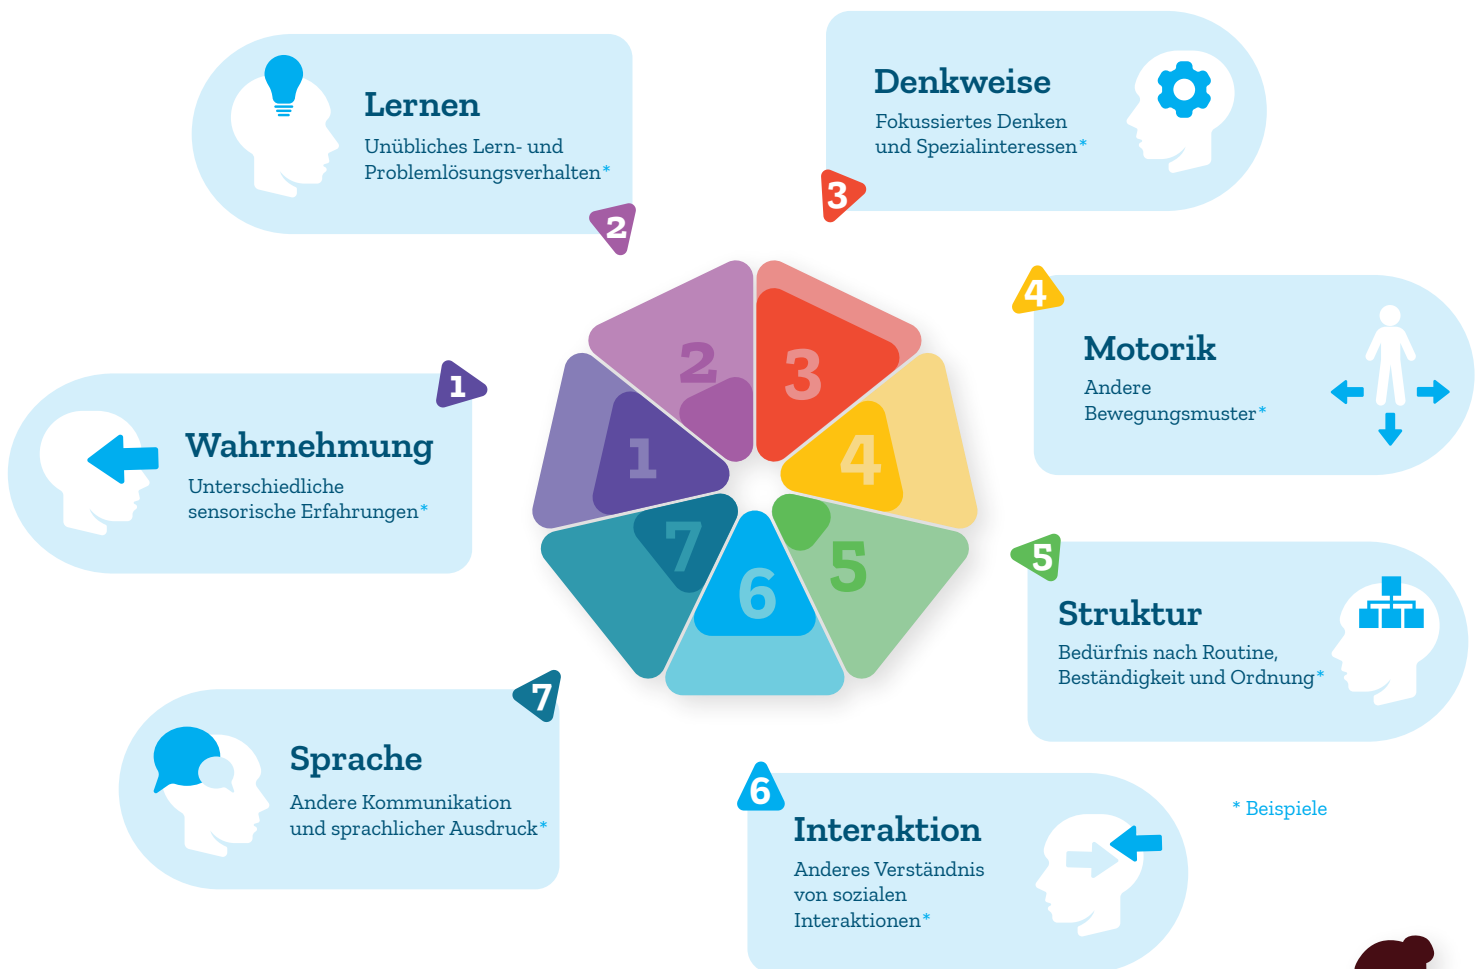 1
Wahrnehmung
Unterschiedliche
sensorische Erfahrungen*
2
Lernen
Unübliches Lern- und
Problemlösungsverhalten*
3
Denkweise
Fokussiertes Denken
und Spezialinteressen*
4
Motorik
Andere
Bewegungsmuster*
5
Struktur
Bedürfnis nach Routine,
Beständigkeit und Ordnung*
6
Interaktion
Anderes Verständnis
von sozialen
Interaktionen*
7
Sprache
Andere Kommunikation
und sprachlicher Ausdruck*
1
2
3
4
5
6
7
* Beispiele